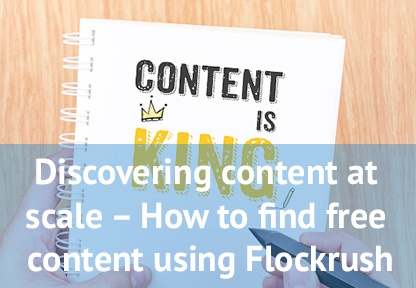 CONTENT
IS
KING
Discovering content at
scale – How to find free
content using Flockrush